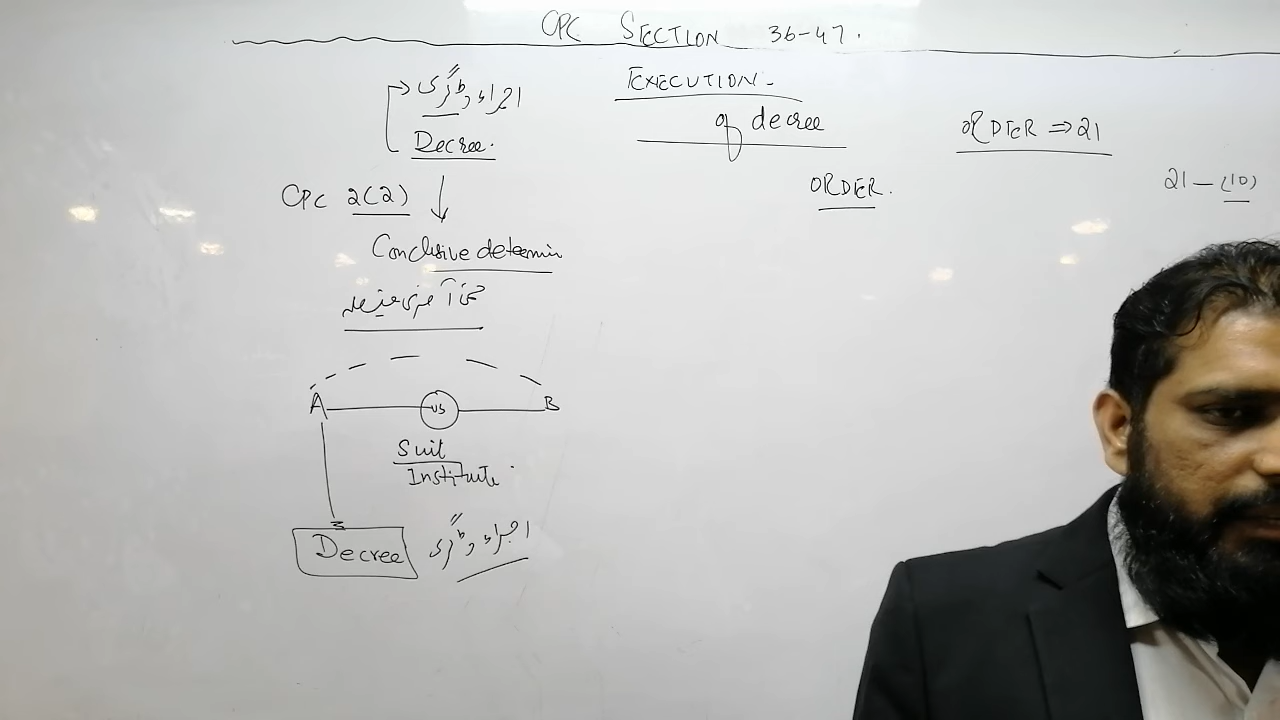 CPC SECTION 36-47.
اجراء ڈگری
EXECUTION.
of decree
Decree.
ORDER ⇒ 21
CPC 2(2)
ORDER.
21 - (10)
Conclusive determin
A vs B
Suit
Institute.
Decree اجراء ڈگری